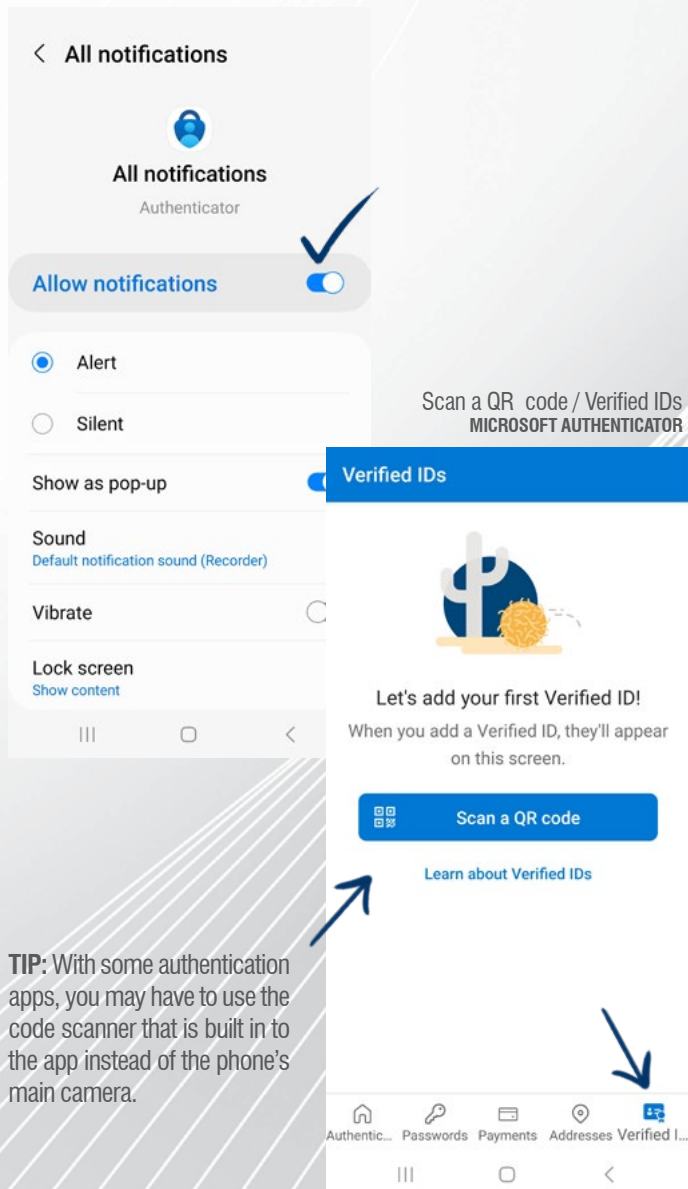 All notifications
All notifications
Authenticator
Allow notifications
Alert
Silent
Show as pop-up
Sound
Default notification sound (Recorder)
Vibrate
Lock screen
Show content
Scan a QR code / Verified IDs
MICROSOFT AUTHENTICATOR
Verified IDs
Let's add your first Verified ID!
When you add a Verified ID, they'll appear
on this screen.
Scan a QR code
Learn about Verified IDs
TIP: With some authentication
apps, you may have to use the
code scanner that is built in to
the app instead of the phone's
main camera.
Authentic... Passwords Payments Addresses Verified I...